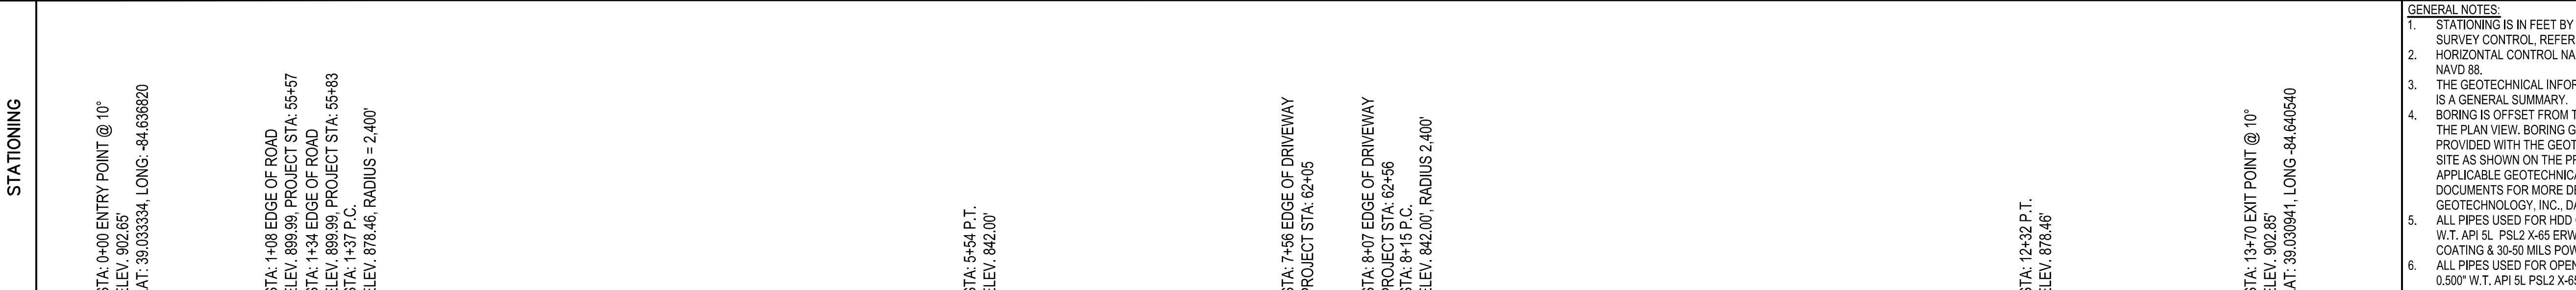 STATIONING
STA: 0+00 ENTRY POINT @ 10°
ELEV. 902.65'
LAT: 39.033334, LONG: -84.636820
STA: 1+08 EDGE OF ROAD
ELEV. 899.99, PROJECT STA: 55+57
STA: 1+34 EDGE OF ROAD
ELEV. 899.99, PROJECT STA: 55+83
STA: 1+37 P.C.
ELEV. 878.46, RADIUS = 2,400'
STA: 5+54 P.T.
ELEV. 842.00'
STA: 7+56 EDGE OF DRIVEWAY
PROJECT STA: 62+05
STA: 8+07 EDGE OF DRIVEWAY
PROJECT STA: 62+56
STA: 8+15 P.C.
ELEV. 842.00', RADIUS 2,400'
STA: 12+32 P.T.
ELEV. 878.46'
STA: 13+70 EXIT POINT @ 10°
ELEV. 902.85'
LAT: 39.030941, LONG -84.640540
GENERAL NOTES:
1. STATIONING IS IN FEET BY
SURVEY CONTROL, REFER
2. HORIZONTAL CONTROL NA
NAVD 88.
3. THE GEOTECHNICAL INFOR
IS A GENERAL SUMMARY.
4. BORING IS OFFSET FROM T
THE PLAN VIEW. BORING G
PROVIDED WITH THE GEOT
SITE AS SHOWN ON THE PR
APPLICABLE GEOTECHNICA
DOCUMENTS FOR MORE DE
GEOTECHNOLOGY, INC., DA
5. ALL PIPES USED FOR HDD
W.T. API 5L PSL2 X-65 ERW
COATING & 30-50 MILS POW
6. ALL PIPES USED FOR OPEN
0.500" W.T. API 5L PSL2 X-65